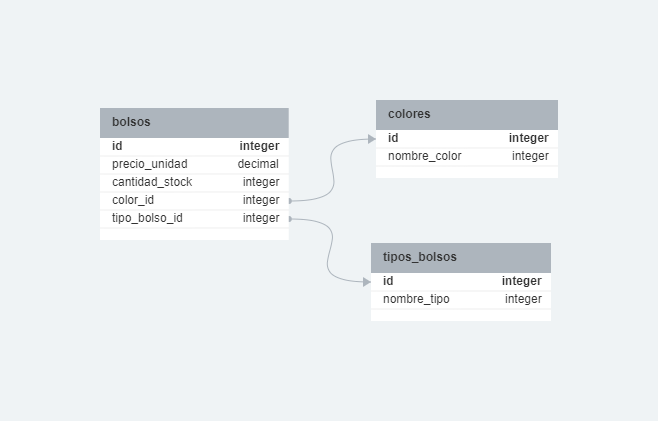 bolsos
id integer
precio_unidad decimal
cantidad_stock integer
color_id integer
tipo_bolso_id integer
colores
id integer
nombre_color integer
tipos_bolsos
id integer
nombre_tipo integer